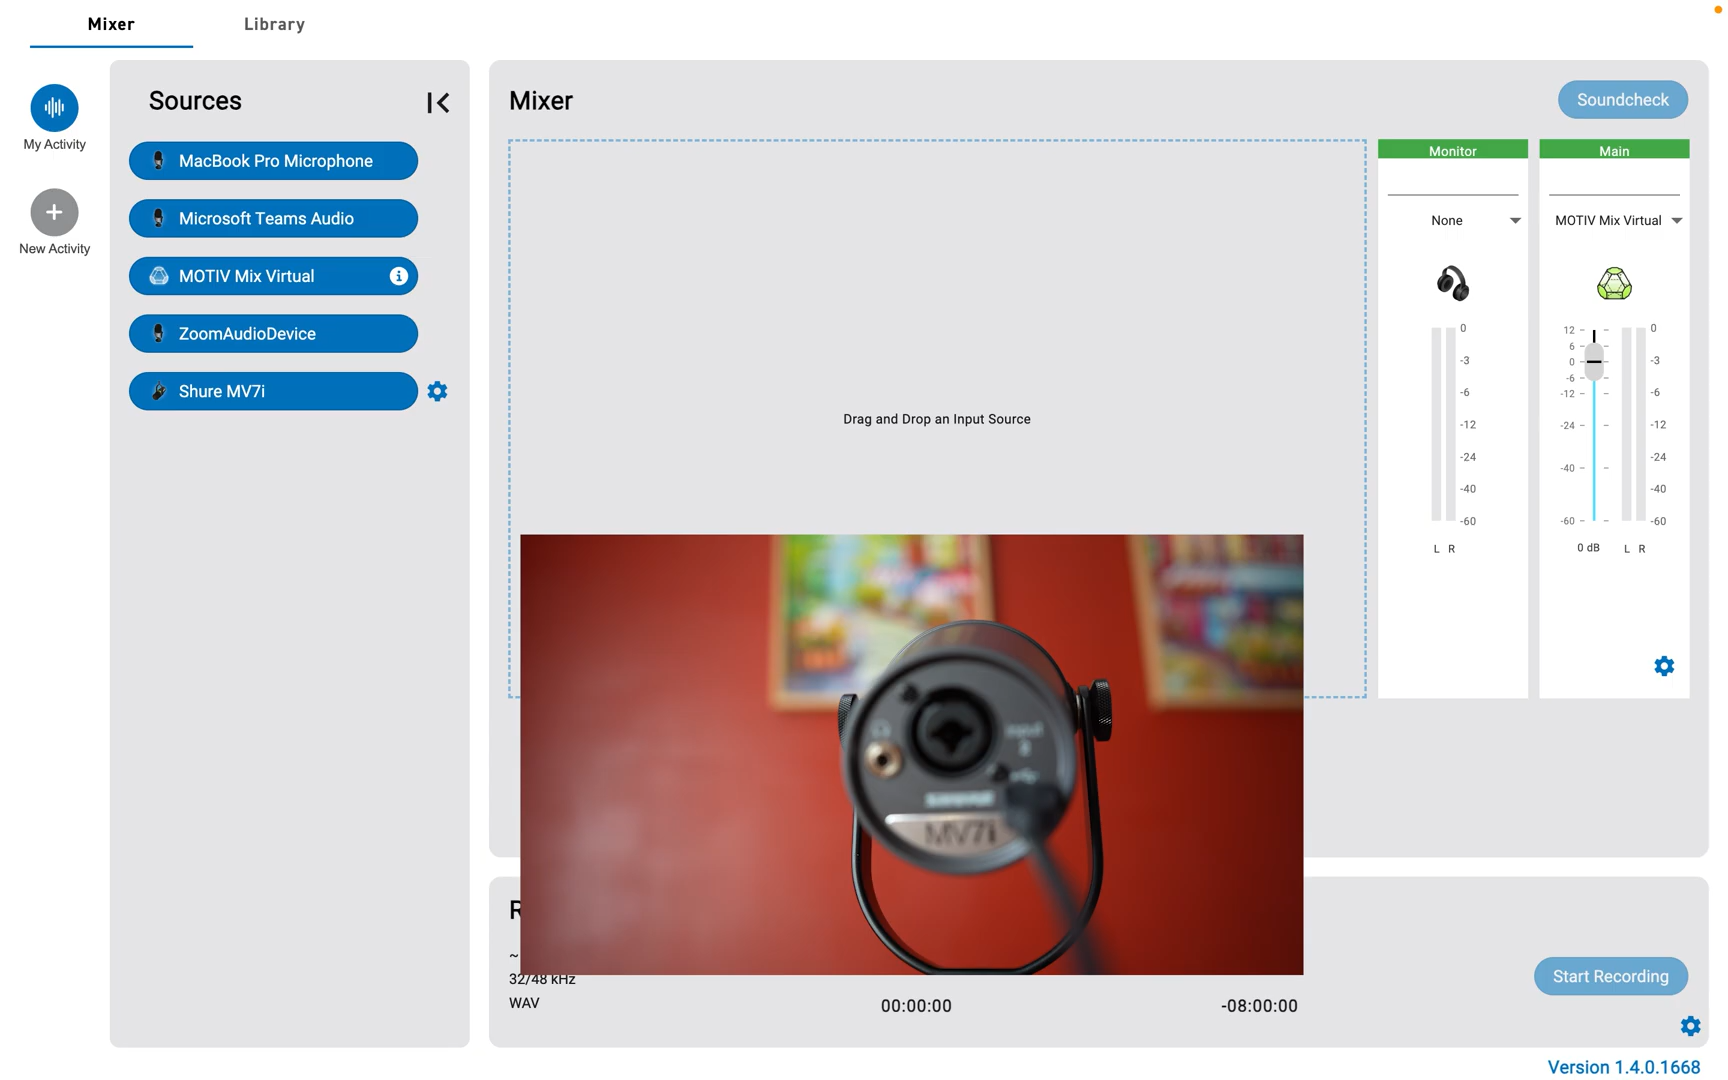 Mixer
Library
My Activity
New Activity
Sources
MacBook Pro Microphone
Microsoft Teams Audio
MOTIV Mix Virtual
ZoomAudioDevice
Shure MV7i
Mixer
Soundcheck
Drag and Drop an Input Source
Monitor
None
0
-3
-6
-12
-24
-40
-60
L R
Main
MOTIV Mix Virtual
12
6
0
-6
-12
-24
-40
-60
0
-3
-6
-12
-24
-40
-60
0 dB
L R
MV7i
R
~
32/48 kHz
WAV
00:00:00
-08:00:00
Start Recording
Version 1.4.0.1668